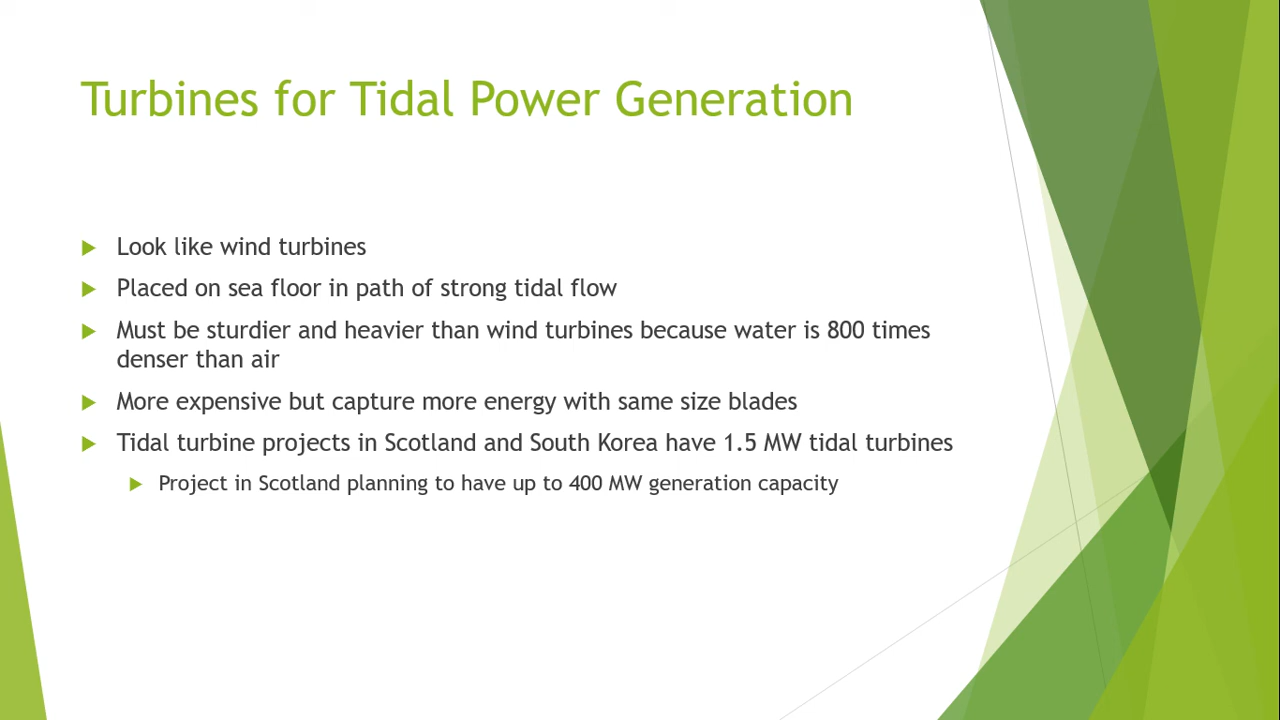 Turbines for Tidal Power Generation
Look like wind turbines
Placed on sea floor in path of strong tidal flow
Must be sturdier and heavier than wind turbines because water is 800 times
denser than air
More expensive but capture more energy with same size blades
Tidal turbine projects in Scotland and South Korea have 1.5 MW tidal turbines
Project in Scotland planning to have up to 400 MW generation capacity